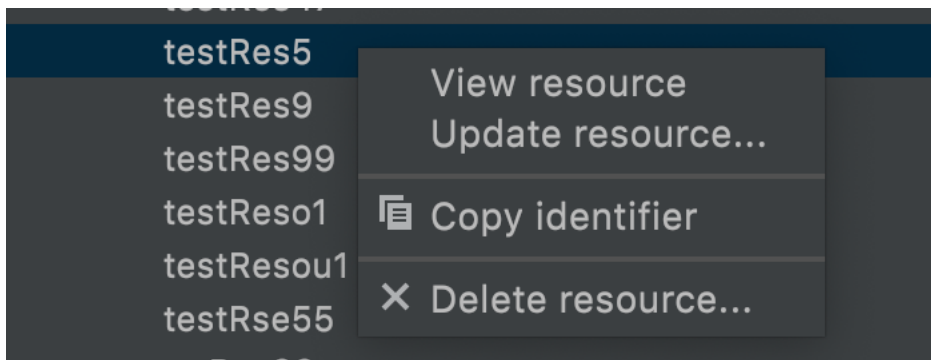 testRes5
testRes9
testRes99
testReso1
testResou1
testRse55
View resource
Update resource...
Copy identifier
Delete resource...